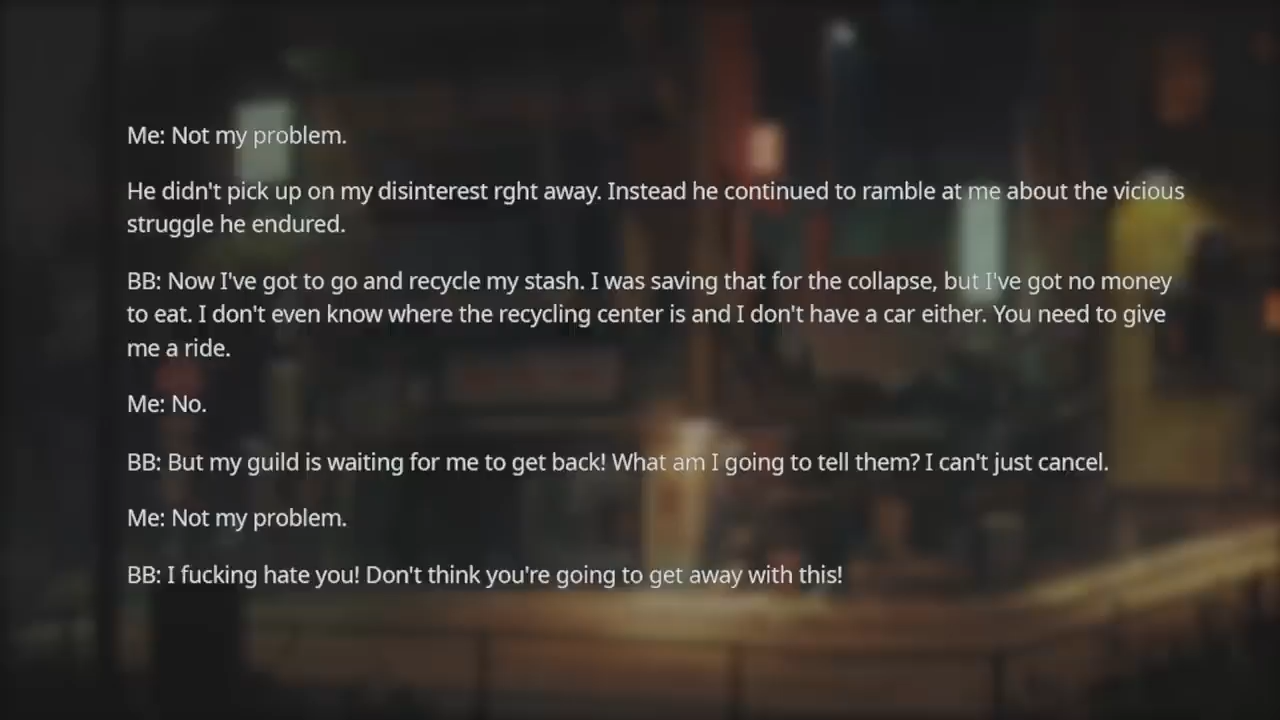 Me: Not my problem.
He didn't pick up on my disinterest rght away. Instead he continued to ramble at me about the vicious
struggle he endured.
BB: Now I've got to go and recycle my stash. I was saving that for the collapse, but I've got no money
to eat. I don't even know where the recycling center is and I don't have a car either. You need to give
me a ride.
Me: No.
BB: But my guild is waiting for me to get back! What am I going to tell them? I can't just cancel.
Me: Not my problem.
BB: I fucking hate you! Don't think you're going to get away with this!